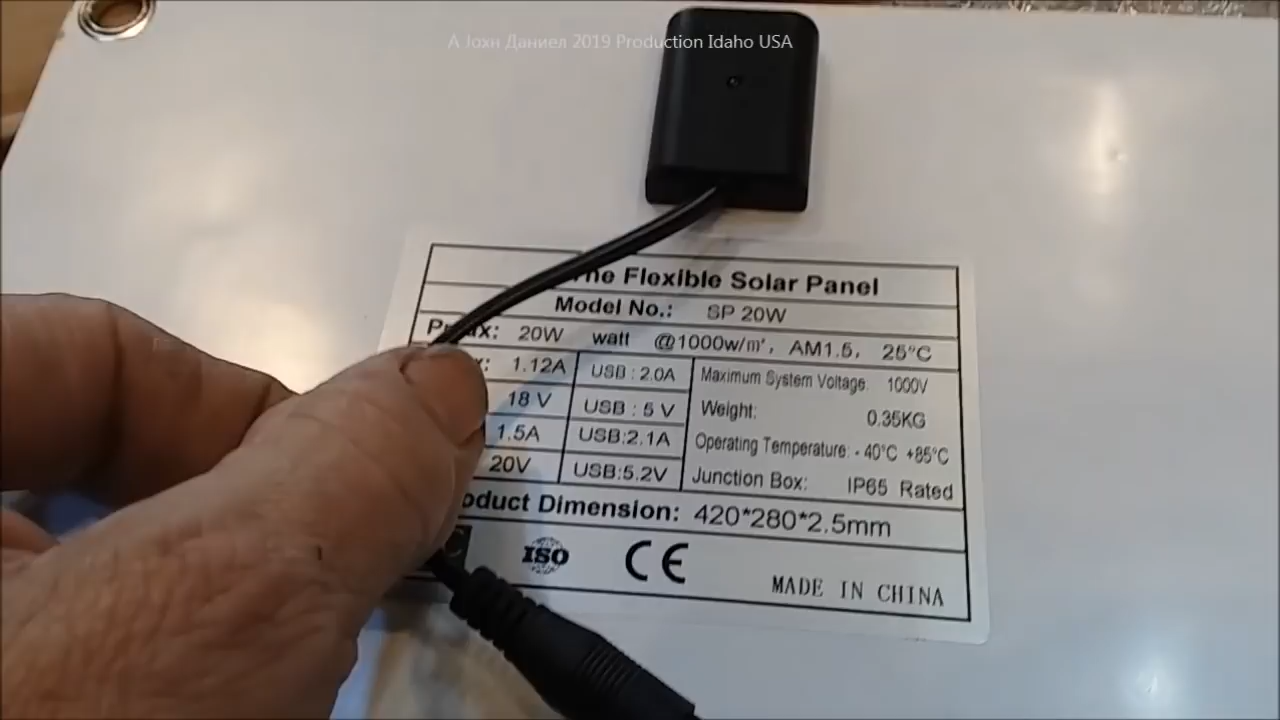 A Јохн Даниел 2019 Production Idaho USA
The Flexible Solar Panel
Model No.: SP 20W
20W watt @1000w/m², AM1.5, 25°C
1.12A USB : 2.0A Maximum System Voltage: 1000V
18 V USB : 5 V Weight: 0.35KG
1.5A USB:2.1A Operating Temperature: - 40°C +85°C
20V USB:5.2V Junction Box: IP65 Rated
Dimension: 420*280*2.5mm
ISO CE MADE IN CHINA